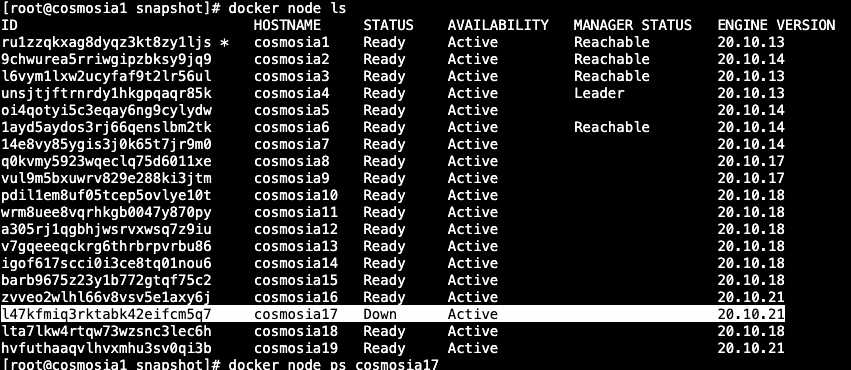 [root@cosmosia1 snapshot]# docker node ls
ID HOSTNAME STATUS AVAILABILITY MANAGER STATUS ENGINE VERSION
ru1zzqkxag8dyqz3kt8zy1ljs * cosmosia1 Ready Active Reachable 20.10.13
9chwurea5rriwgipzbksy9jq9 cosmosia2 Ready Active Reachable 20.10.14
l6vym1lxw2ucyfaf9t2lr56ul cosmosia3 Ready Active Reachable 20.10.13
unsjtjftrnrdy1hkgpqaqr85k cosmosia4 Ready Active Leader 20.10.13
oi4qotyi5c3eqay6ng9cylydw cosmosia5 Ready Active 20.10.14
1ayd5aydos3rj66qenslbm2tk cosmosia6 Ready Active Reachable 20.10.14
14e8vy85ygis3j0k65t7jr9m0 cosmosia7 Ready Active 20.10.14
q0kvmy5923wqeclq75d6011xe cosmosia8 Ready Active 20.10.17
vul9m5bxuwrv829e288ki3jtm cosmosia9 Ready Active 20.10.17
pdil1em8uf05tcep5ovlye10t cosmosia10 Ready Active 20.10.18
wrm8uee8vqrhkgb0047y870py cosmosia11 Ready Active 20.10.18
a305rj1qgbhjwsrvxwsq7z9iu cosmosia12 Ready Active 20.10.18
v7gqeeeqckrg6thrbrpvrbu86 cosmosia13 Ready Active 20.10.18
igof617scci0i3ce8tq01nou6 cosmosia14 Ready Active 20.10.18
barb9675z23y1b772gtqf75c2 cosmosia15 Ready Active 20.10.18
zvveo2wlhl66v8vsv5e1axy6j cosmosia16 Ready Active 20.10.21
l47kfmiq3rktabk42eifcm5q7 cosmosia17 Down Active 20.10.21
lta7lkw4rtqw73wzsnc3lec6h cosmosia18 Ready Active 20.10.18
hvfuthaaqvlhvxmhu3sv0qi3b cosmosia19 Ready Active 20.10.21
[root@cosmosia1 snapshot]# docker node ps cosmosia17